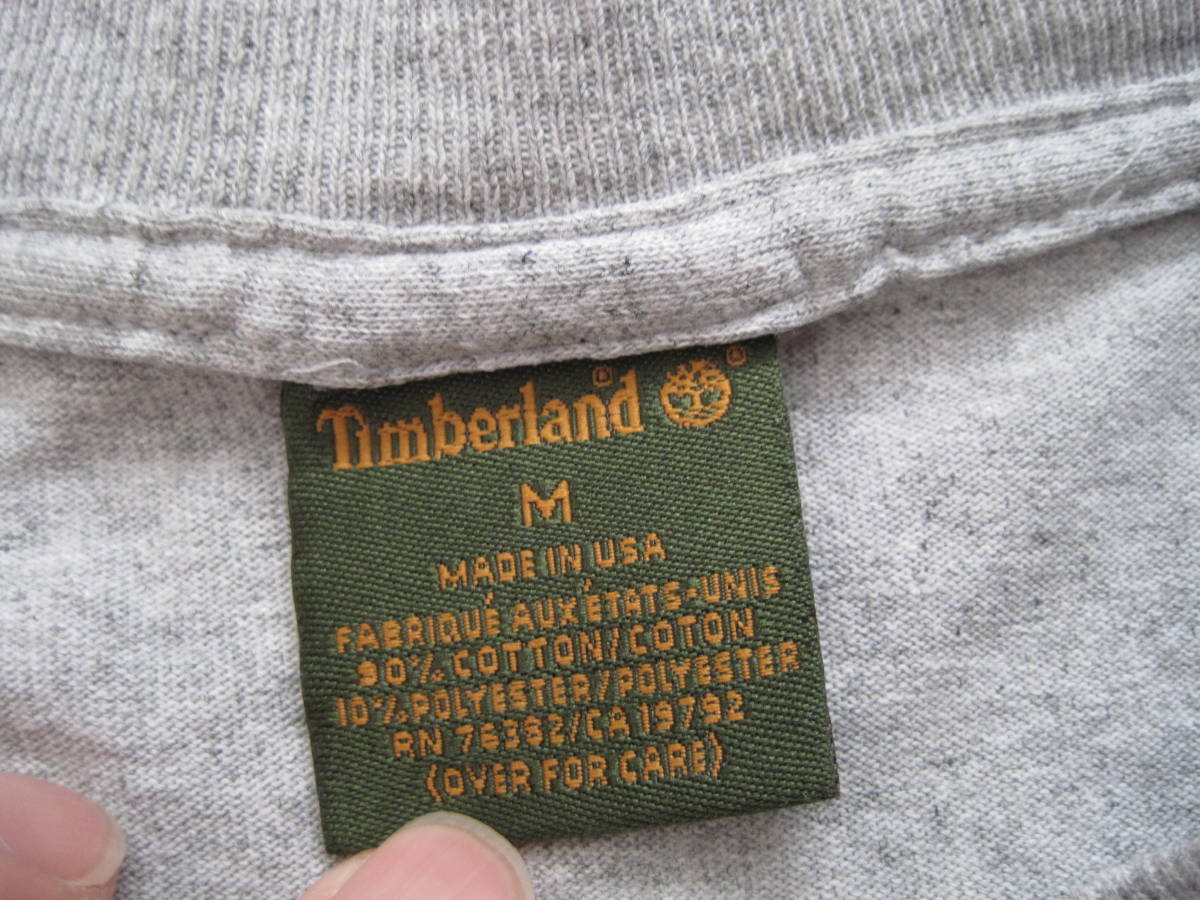 Timberland®
M
MADE IN USA
FABRIQUÉ AUX ÉTATS-UNIS
90% COTTON/COTON
10% POLYESTER/POLYESTER
RN 76382/CA 19792
(OVER FOR CARE)